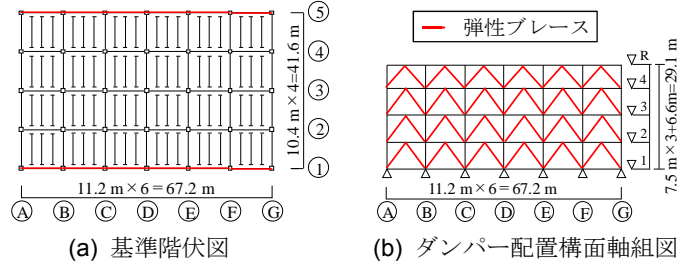 ⑤
④
③
②
①
10.4 m×4=41.6 m
11.2 m×6＝67.2 m
Ⓐ Ⓑ Ⓒ Ⓓ Ⓔ Ⓕ Ⓖ
(a) 基準階伏図
弾性ブレース
R
4
3
2
1
7.5 m×3+6.6m=29.1 m
11.2 m×6＝67.2 m
Ⓐ Ⓑ Ⓒ Ⓓ Ⓔ Ⓕ Ⓖ
(b) ダンパー配置構面軸組図